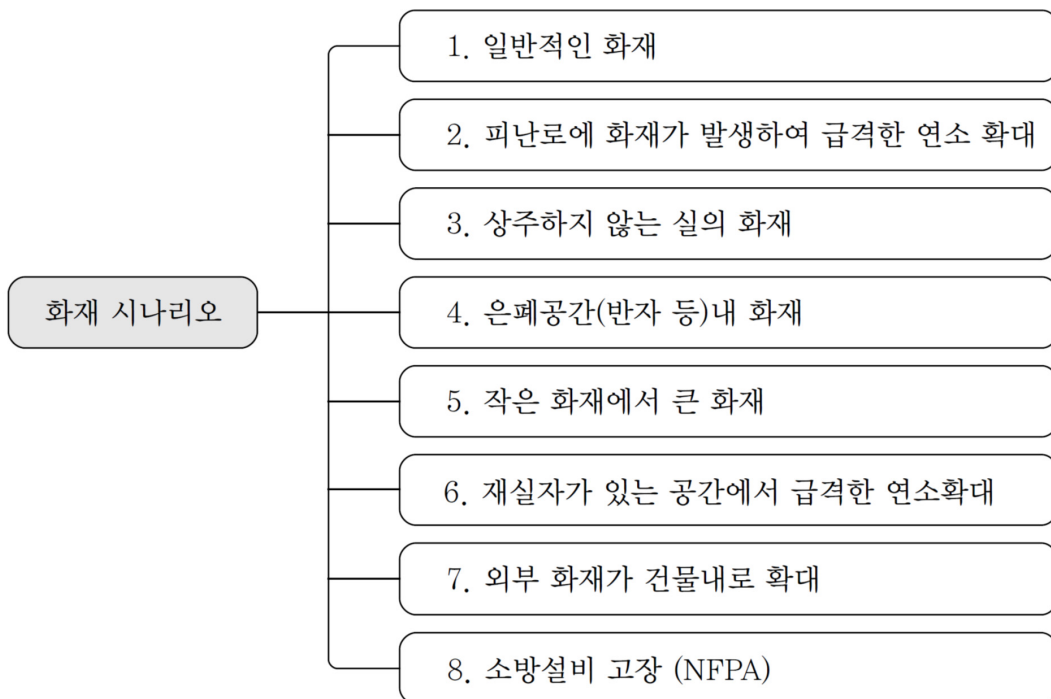 화재 시나리오
1. 일반적인 화재
2. 피난로에 화재가 발생하여 급격한 연소 확대
3. 상주하지 않는 실의 화재
4. 은폐공간(반자 등)내 화재
5. 작은 화재에서 큰 화재
6. 재실자가 있는 공간에서 급격한 연소확대
7. 외부 화재가 건물내로 확대
8. 소방설비 고장 (NFPA)